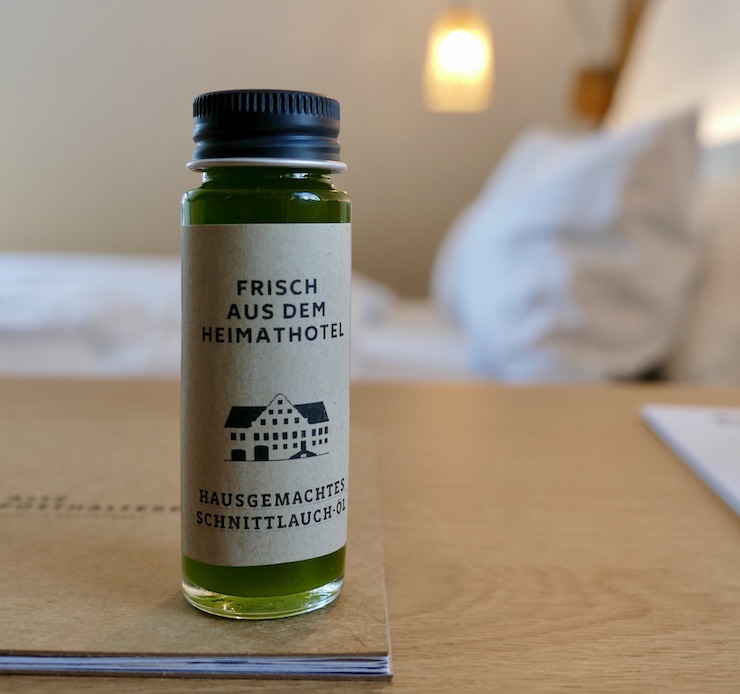 FRISCH
AUS DEM
HEIMATHOTEL
HAUSGEMACHTES
SCHNITTLAUCH-ÖL